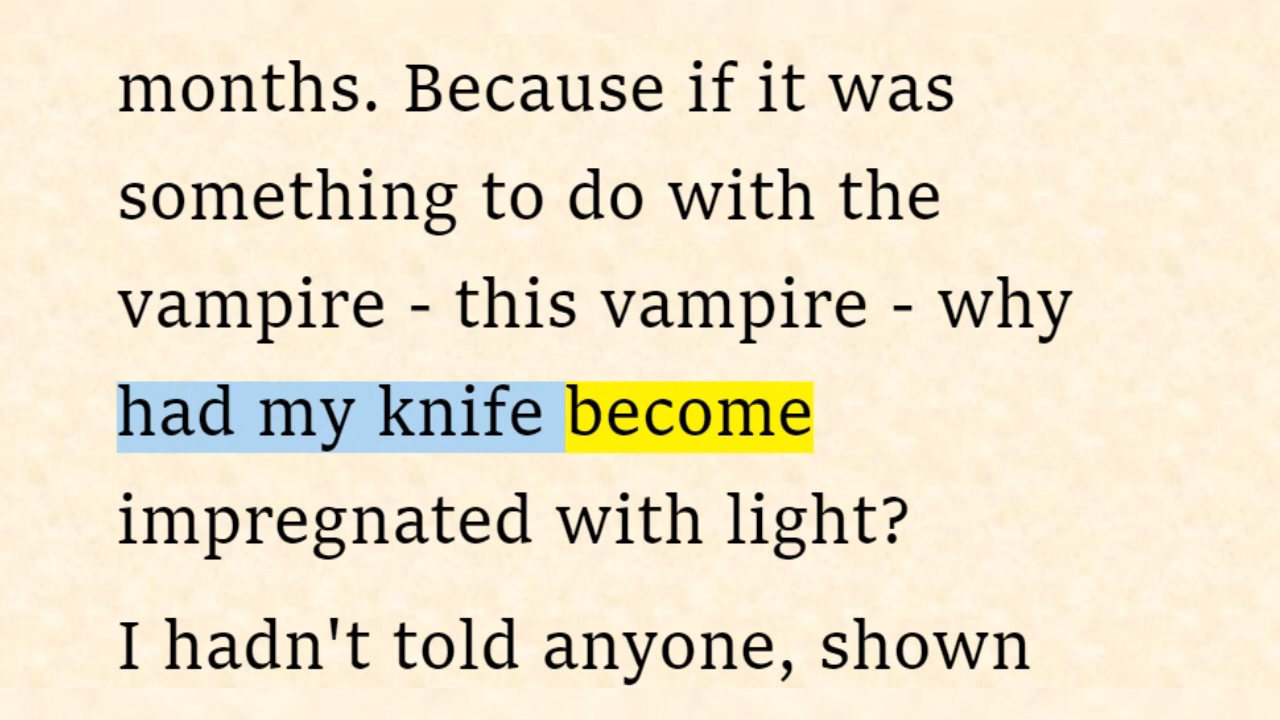 months. Because if it was
something to do with the
vampire - this vampire - why
had my knife become
impregnated with light?
I hadn't told anyone, shown